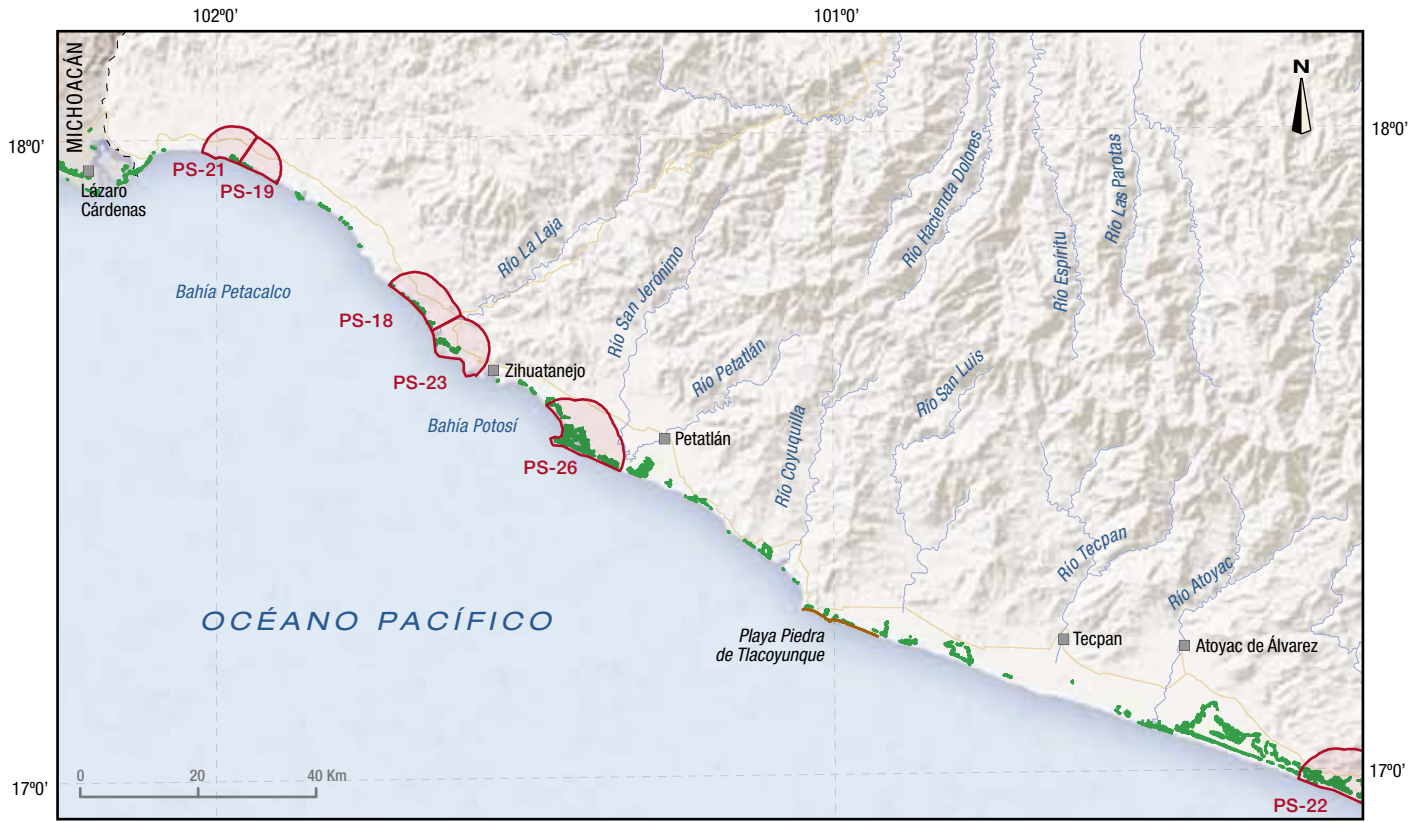 102º0'
101º0'
MICHOACÁN
N
18º0'
18º0'
PS-21
PS-19
Lázaro
Cárdenas
Río La Laja
Río San Jerónimo
Río Hacienda Dolores
Río Espíritu
Río Las Parotas
Bahía Petacalco
PS-18
PS-23
Zihuatanejo
Río Petatlán
Río San Luis
Bahía Potosí
Petatlán
PS-26
Río Coyuquilla
Río Tecpan
Río Atoyac
OCÉANO PACÍFICO
Playa Piedra
de Tlacoyunque
Tecpan
Atoyac de Álvarez
0 20 40 Km
17º0'
17º0'
PS-22